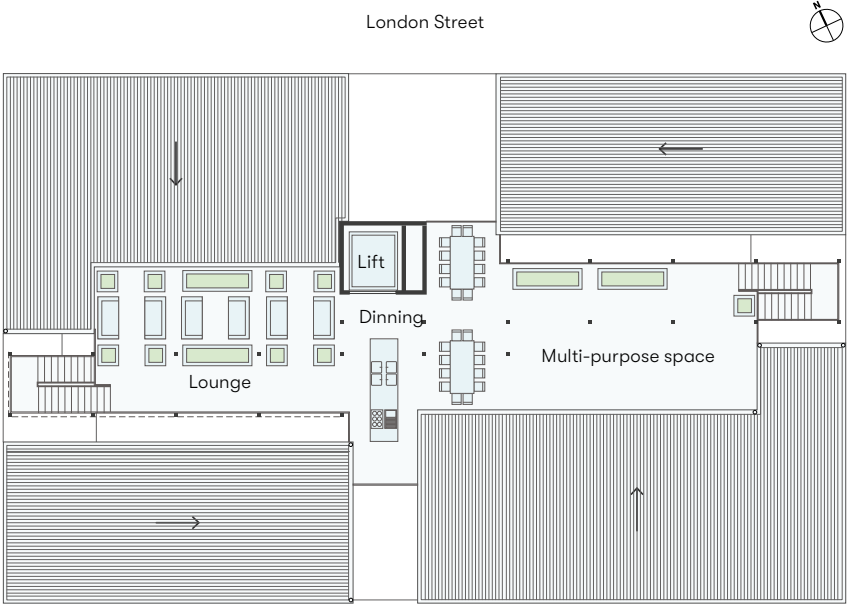 London Street
N
Lift
Dinning
Multi-purpose space
Lounge